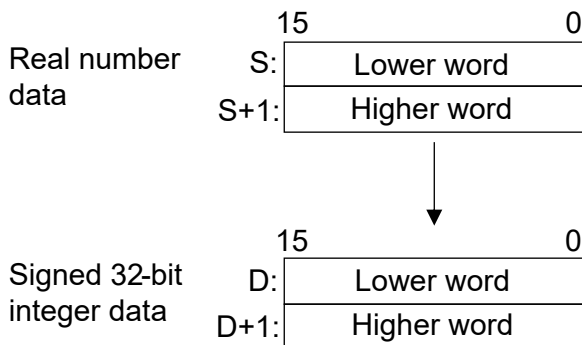 15 0
Real number
data
S: Lower word
S+1: Higher word
15 0
Signed 32-bit
integer data
D: Lower word
D+1: Higher word